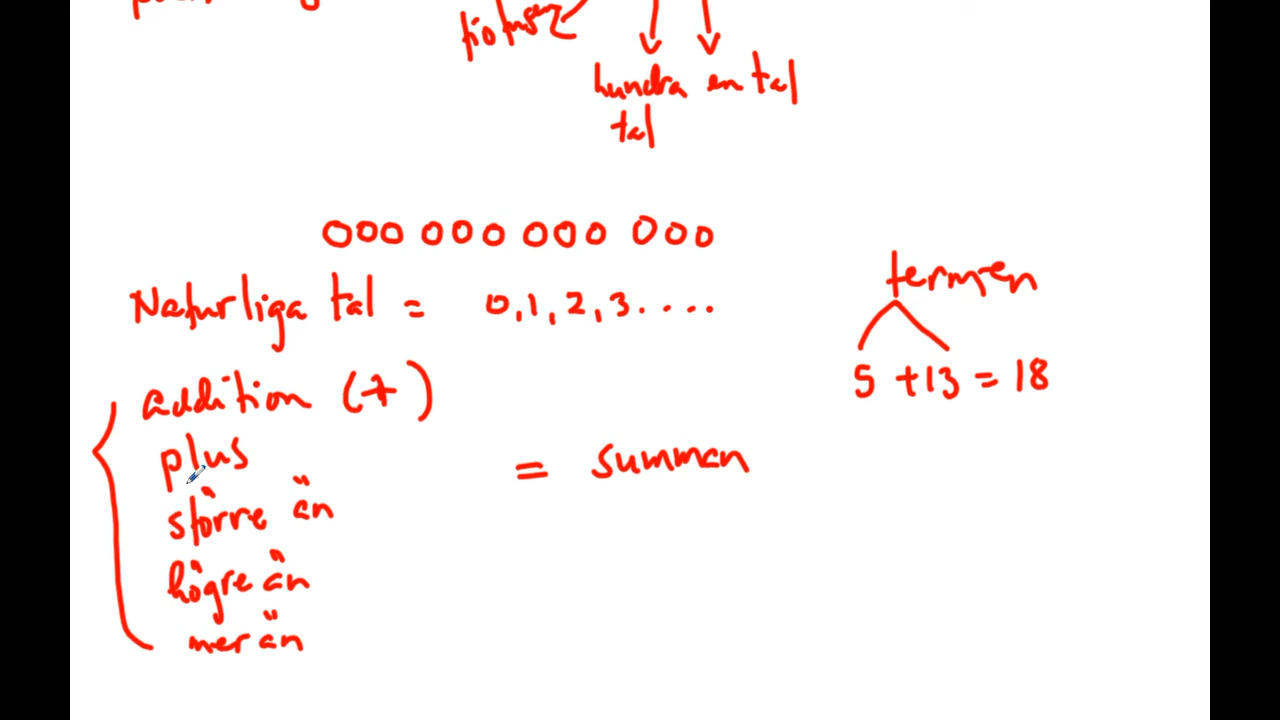 hundra en tal
tal
000 000 000 000
Naturliga tal = 0,1,2,3....
termen
5 +13 = 18
addition (+)
plus
= summan
större än
högre än
mer än